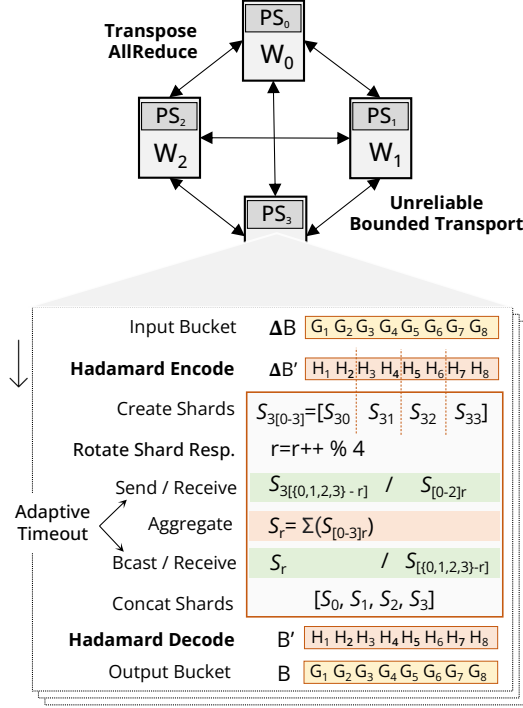 Transpose
AllReduce
PS₀
W₀
PS₂
W₂
PS₁
W₁
PS₃
Unreliable
Bounded Transport
Input Bucket ΔB G₁ G₂ G₃ G₄ G₅ G₆ G₇ G₈
Hadamard Encode ΔB' H₁ H₂ H₃ H₄ H₅ H₆ H₇ H₈
Create Shards S₃[₀₋₃]=[S₃₀ S₃₁ S₃₂ S₃₃]
Rotate Shard Resp. r=r++ % 4
Send / Receive S₃[{₀,₁,₂,₃} - r] / S[₀₋₂]r
Adaptive
Timeout
Aggregate Sr= Σ(S[₀₋₃]r)
Bcast / Receive Sr / S[{₀,₁,₂,₃}-r]
Concat Shards [S₀, S₁, S₂, S₃]
Hadamard Decode B' H₁ H₂ H₃ H₄ H₅ H₆ H₇ H₈
Output Bucket B G₁ G₂ G₃ G₄ G₅ G₆ G₇ G₈